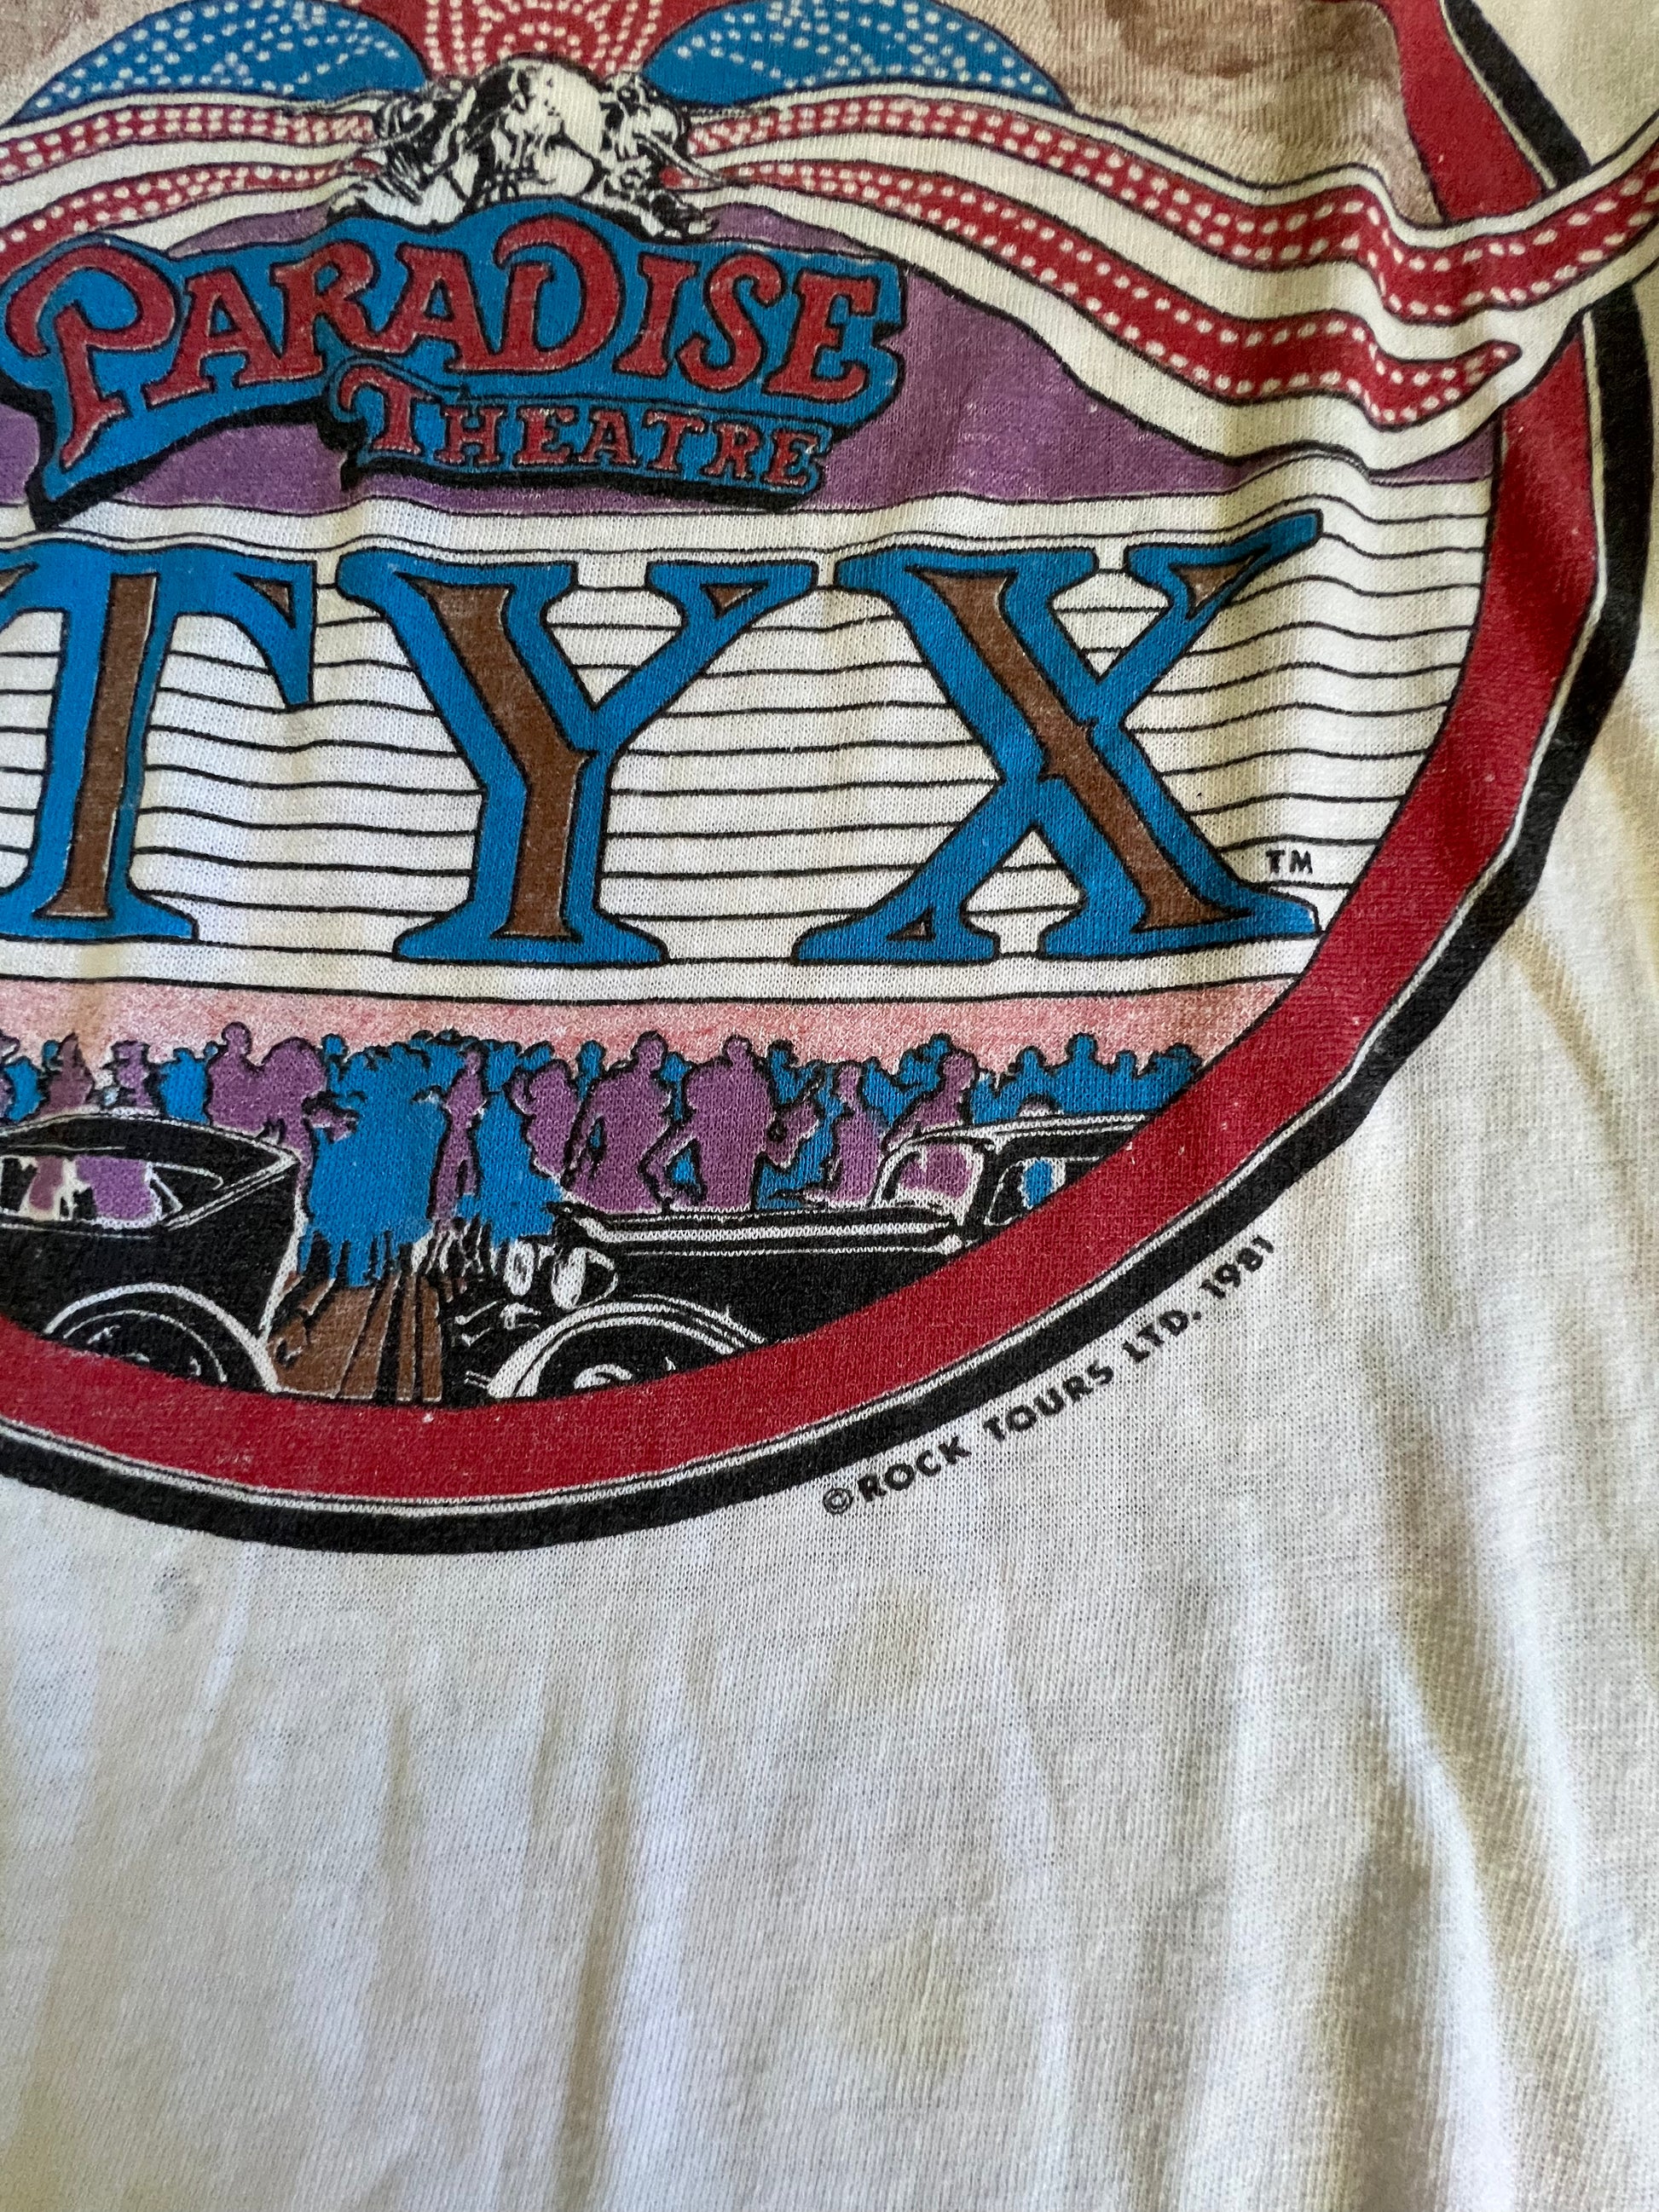 PARADISE
THEATRE
TYX
TM
© ROCK TOURS LTD. 1981